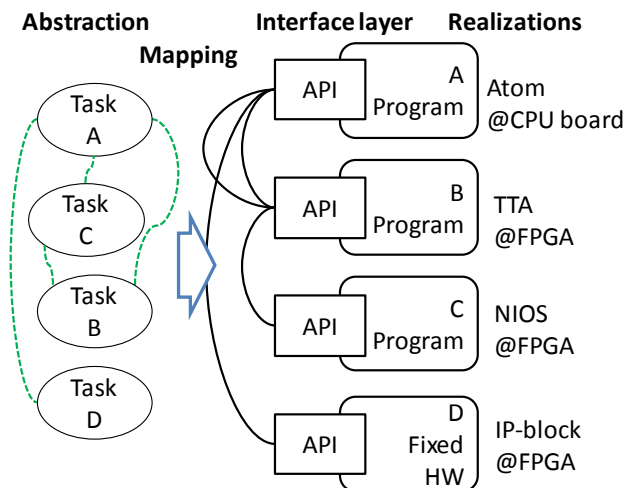 Abstraction
Mapping
Interface layer
Realizations
Task
A
Task
C
Task
B
Task
D
API
A
Program
Atom
@CPU board
API
B
Program
TTA
@FPGA
API
C
Program
NIOS
@FPGA
API
D
Fixed
HW
IP-block
@FPGA